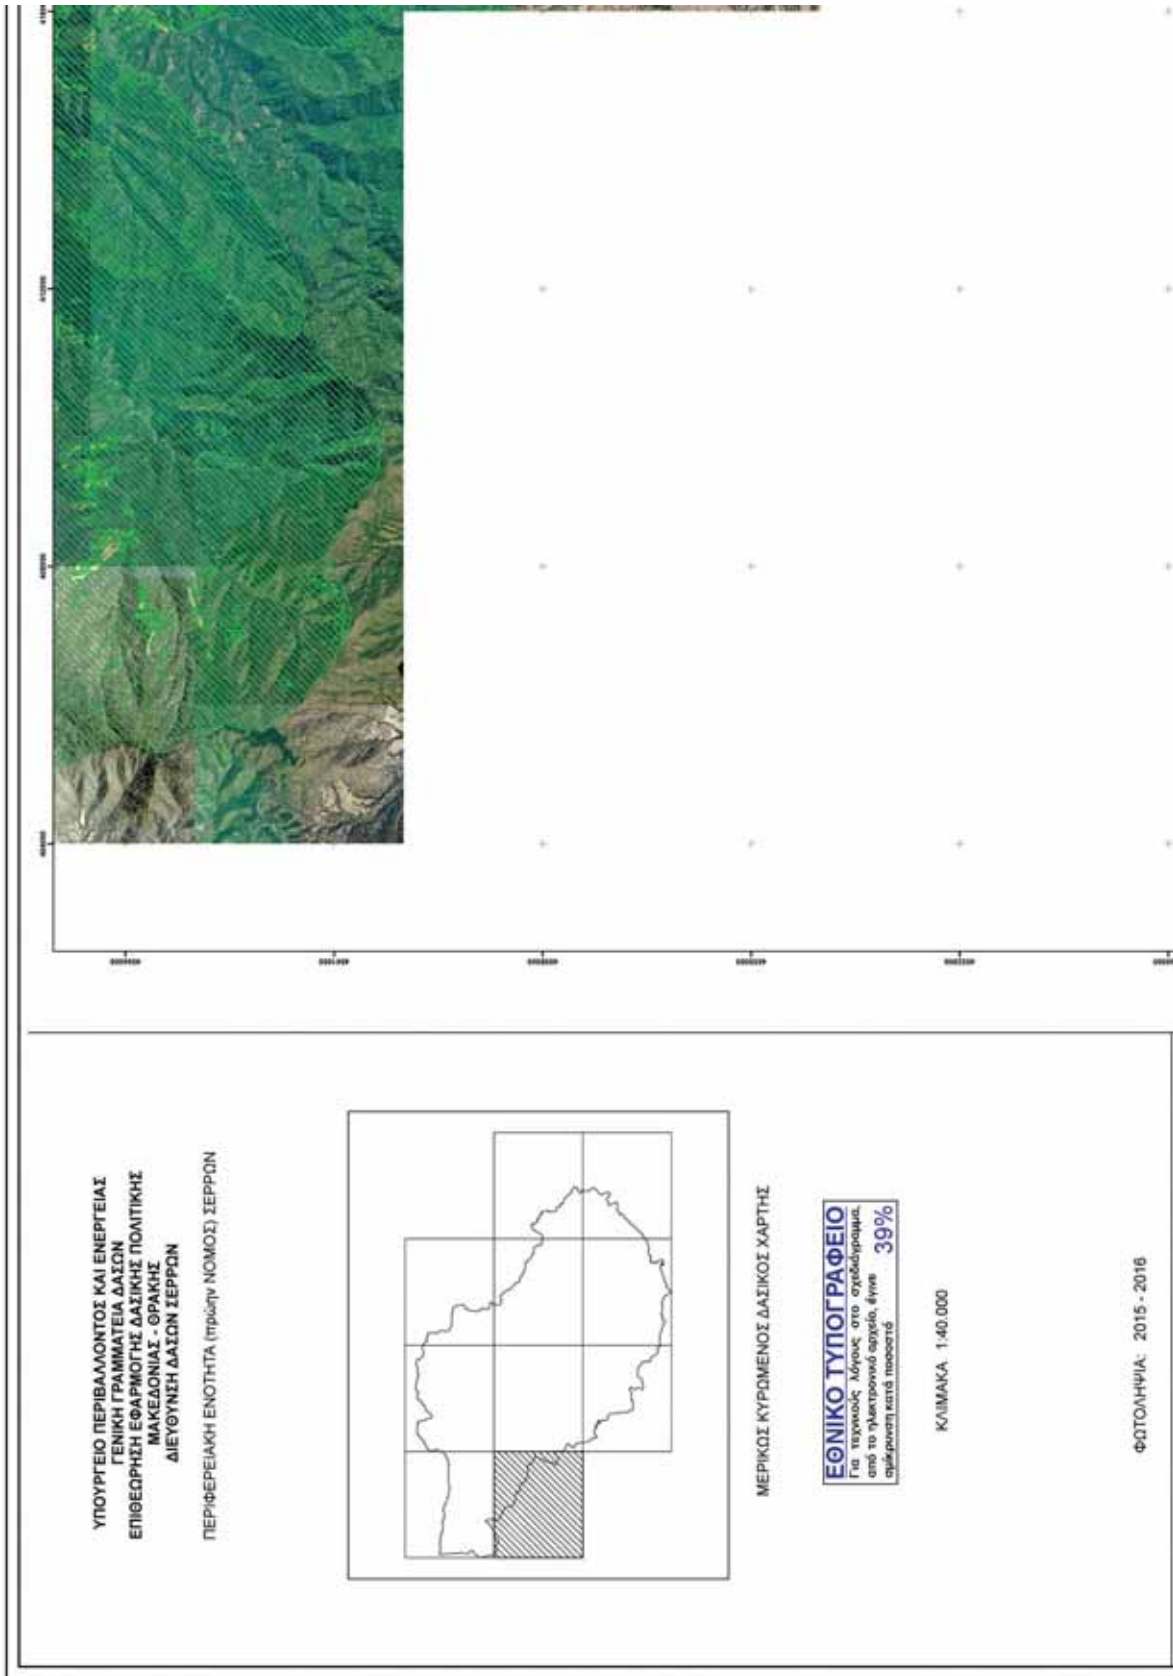 ΥΠΟΥΡΓΕΙΟ ΠΕΡΙΒΑΛΛΟΝΤΟΣ ΚΑΙ ΕΝΕΡΓΕΙΑΣ
ΓΕΝΙΚΗ ΓΡΑΜΜΑΤΕΙΑ ΔΑΣΩΝ
ΕΠΙΘΕΩΡΗΣΗ ΕΦΑΡΜΟΓΗΣ ΔΑΣΙΚΗΣ ΠΟΛΙΤΙΚΗΣ
ΜΑΚΕΔΟΝΙΑΣ - ΘΡΑΚΗΣ
ΔΙΕΥΘΥΝΣΗ ΔΑΣΩΝ ΣΕΡΡΩΝ
ΠΕΡΙΦΕΡΕΙΑΚΗ ΕΝΟΤΗΤΑ (πρώην ΝΟΜΟΣ) ΣΕΡΡΩΝ
ΜΕΡΙΚΩΣ ΚΥΡΩΜΕΝΟΣ ΔΑΣΙΚΟΣ ΧΑΡΤΗΣ
ΕΘΝΙΚΟ ΤΥΠΟΓΡΑΦΕΙΟ
Για τεχνικούς λόγους στο σχεδιάγραμμα,
από το ηλεκτρονικό αρχείο, έγινε
σμίκρυνση κατά ποσοστό 39%
ΚΛΙΜΑΚΑ 1:40.000
ΦΩΤΟΛΗΨΙΑ: 2015 - 2016